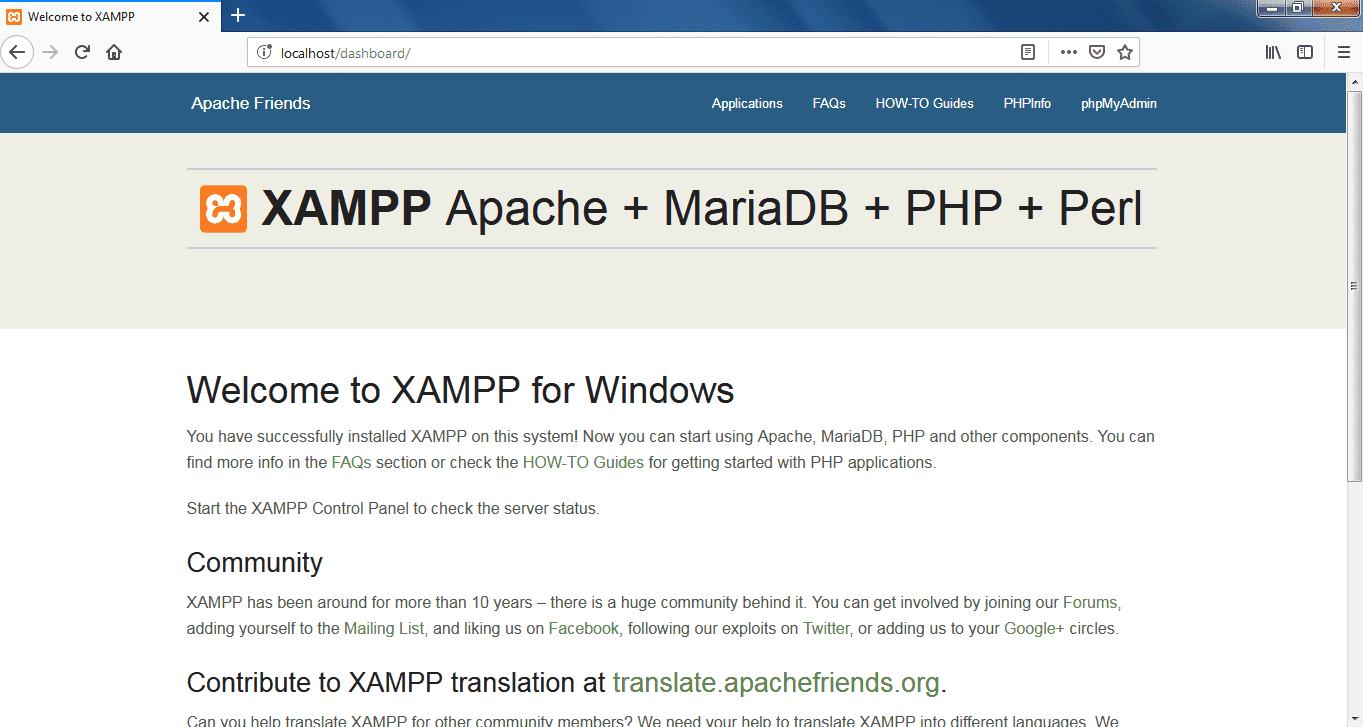 Welcome to XAMPP
localhost/dashboard/
Apache Friends
Applications
FAQs
HOW-TO Guides
PHPInfo
phpMyAdmin
XAMPP Apache + MariaDB + PHP + Perl
Welcome to XAMPP for Windows
You have successfully installed XAMPP on this system! Now you can start using Apache, MariaDB, PHP and other components. You can
find more info in the FAQs section or check the HOW-TO Guides for getting started with PHP applications.
Start the XAMPP Control Panel to check the server status.
Community
XAMPP has been around for more than 10 years – there is a huge community behind it. You can get involved by joining our Forums,
adding yourself to the Mailing List, and liking us on Facebook, following our exploits on Twitter, or adding us to your Google+ circles.
Contribute to XAMPP translation at translate.apachefriends.org.
Can you help translate XAMPP for other community members? We need your help to translate XAMPP into different languages. We